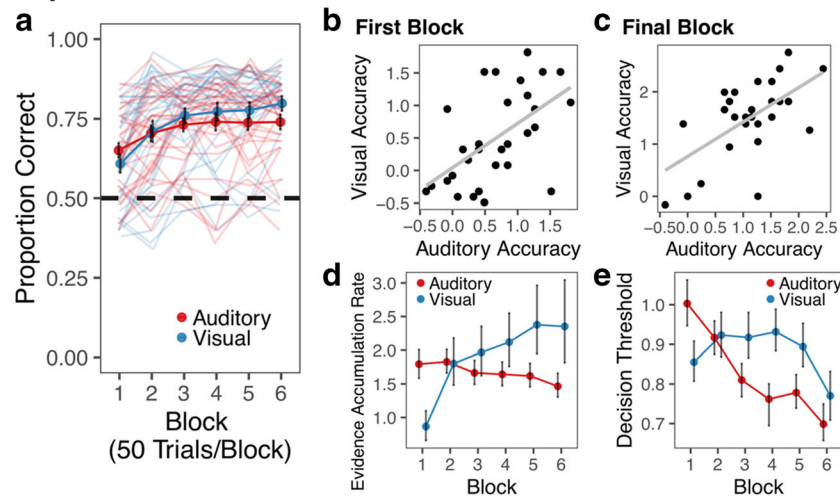 a
Proportion Correct
1.00
0.75
0.50
0.25
0.00
Auditory
Visual
1 2 3 4 5 6
Block
(50 Trials/Block)
b First Block
Visual Accuracy
1.5
1.0
0.5
0.0
−0.5
−0.5 0.0 0.5 1.0 1.5
Auditory Accuracy
c Final Block
Visual Accuracy
2
1
0
−0.5 0.0 0.5 1.0 1.5 2.0 2.5
Auditory Accuracy
d
Evidence Accumulation Rate
3.0
2.5
2.0
1.5
1.0
Auditory
Visual
1 2 3 4 5 6
Block
e
Decision Threshold
1.0
0.9
0.8
0.7
Auditory
Visual
1 2 3 4 5 6
Block